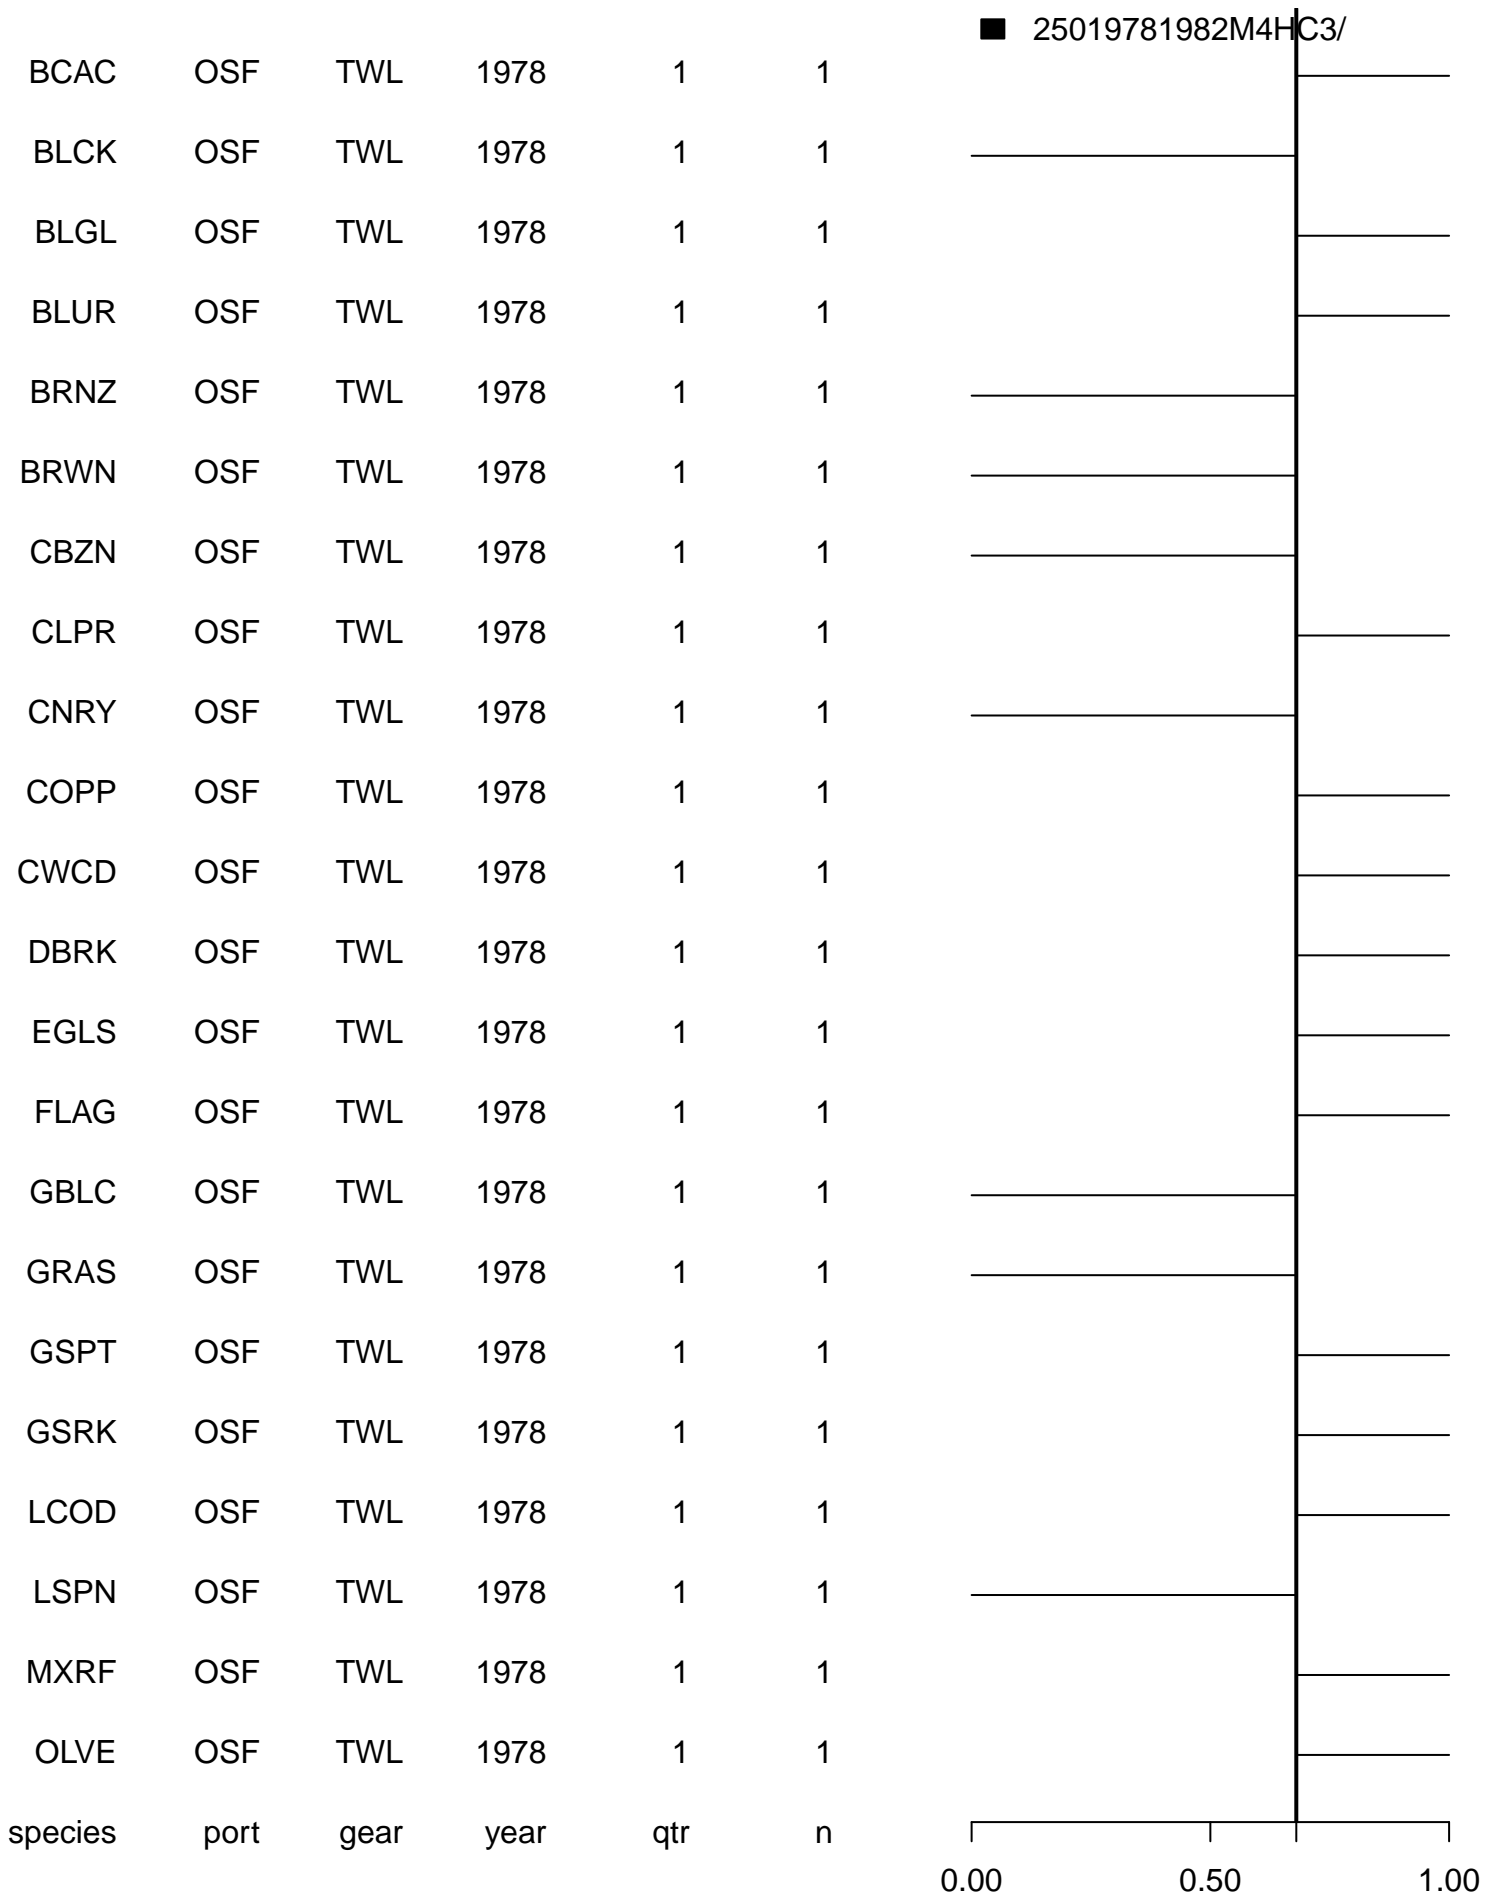 25019781982M4HC3/
BCAC OSF TWL 1978 1 1
BLCK OSF TWL 1978 1 1
BLGL OSF TWL 1978 1 1
BLUR OSF TWL 1978 1 1
BRNZ OSF TWL 1978 1 1
BRWN OSF TWL 1978 1 1
CBZN OSF TWL 1978 1 1
CLPR OSF TWL 1978 1 1
CNRY OSF TWL 1978 1 1
COPP OSF TWL 1978 1 1
CWCD OSF TWL 1978 1 1
DBRK OSF TWL 1978 1 1
EGLS OSF TWL 1978 1 1
FLAG OSF TWL 1978 1 1
GBLC OSF TWL 1978 1 1
GRAS OSF TWL 1978 1 1
GSPT OSF TWL 1978 1 1
GSRK OSF TWL 1978 1 1
LCOD OSF TWL 1978 1 1
LSPN OSF TWL 1978 1 1
MXRF OSF TWL 1978 1 1
OLVE OSF TWL 1978 1 1
species port gear year qtr n
0.00 0.50 1.00